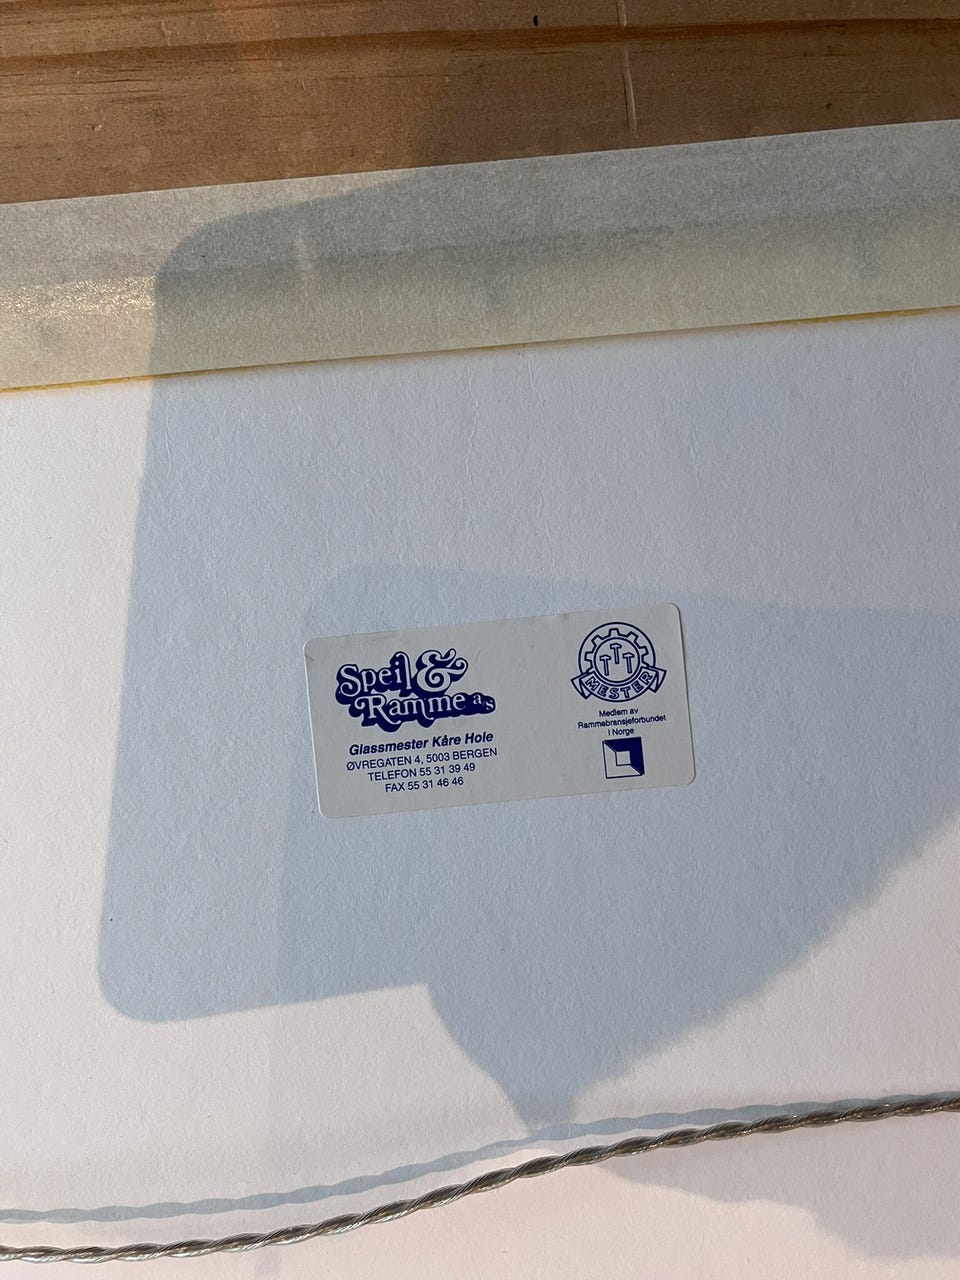 Speil &
Ramme a/s
Glassmester Kåre Hole
ØVREGATEN 4, 5003 BERGEN
TELEFON 55 31 39 49
FAX 55 31 46 46
MESTER
Medlem av
Rammebransjeforbundet
i Norge